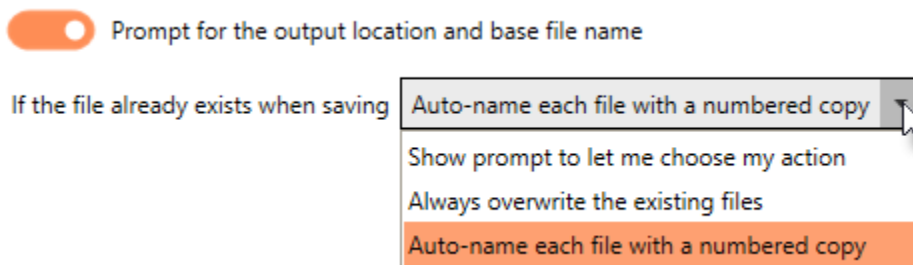 Prompt for the output location and base file name
If the file already exists when saving Auto-name each file with a numbered copy
Show prompt to let me choose my action
Always overwrite the existing files
Auto-name each file with a numbered copy